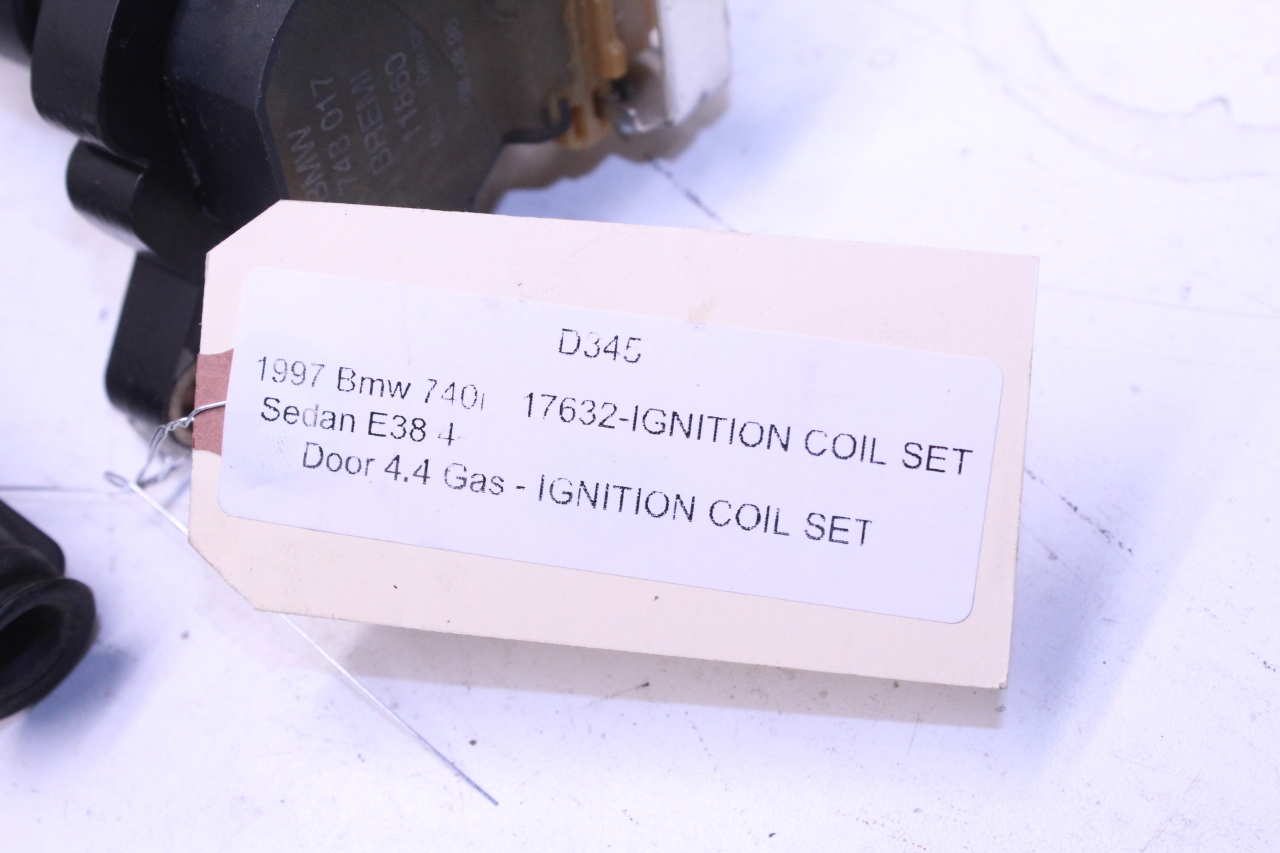 BMW
748 017
BREMI
11860
D345
1997 Bmw 740i 17632-IGNITION COIL SET
Sedan E38 4
Door 4.4 Gas - IGNITION COIL SET